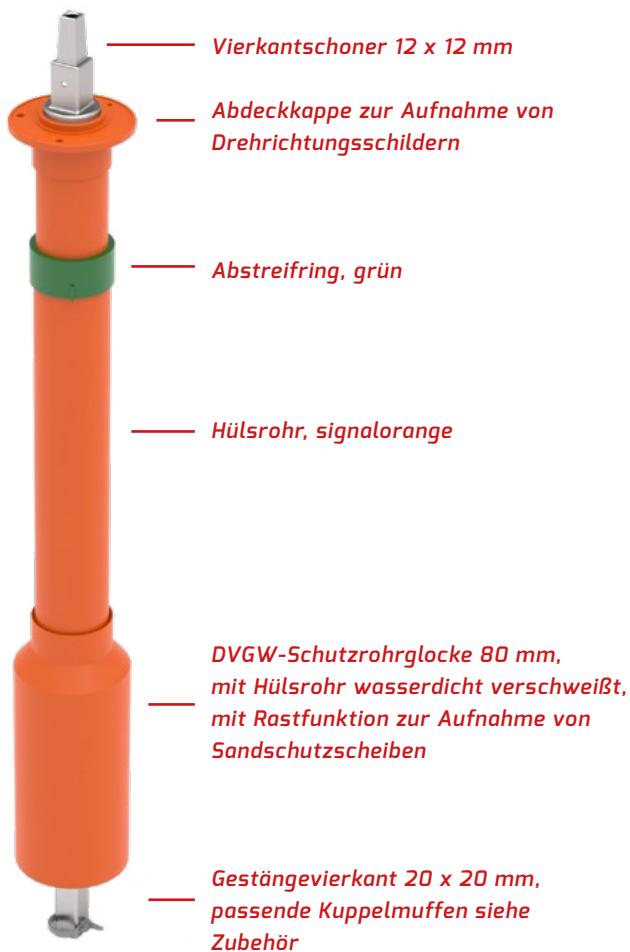 Vierkantschoner 12 x 12 mm
Abdeckkappe zur Aufnahme von
Drehrichtungsschildern
Abstreifring, grün
Hülsrohr, signalorange
DVGW-Schutzrohrglocke 80 mm,
mit Hülsrohr wasserdicht verschweißt,
mit Rastfunktion zur Aufnahme von
Sandschutzscheiben
Gestängevierkant 20 x 20 mm,
passende Kuppelmuffen siehe
Zubehör